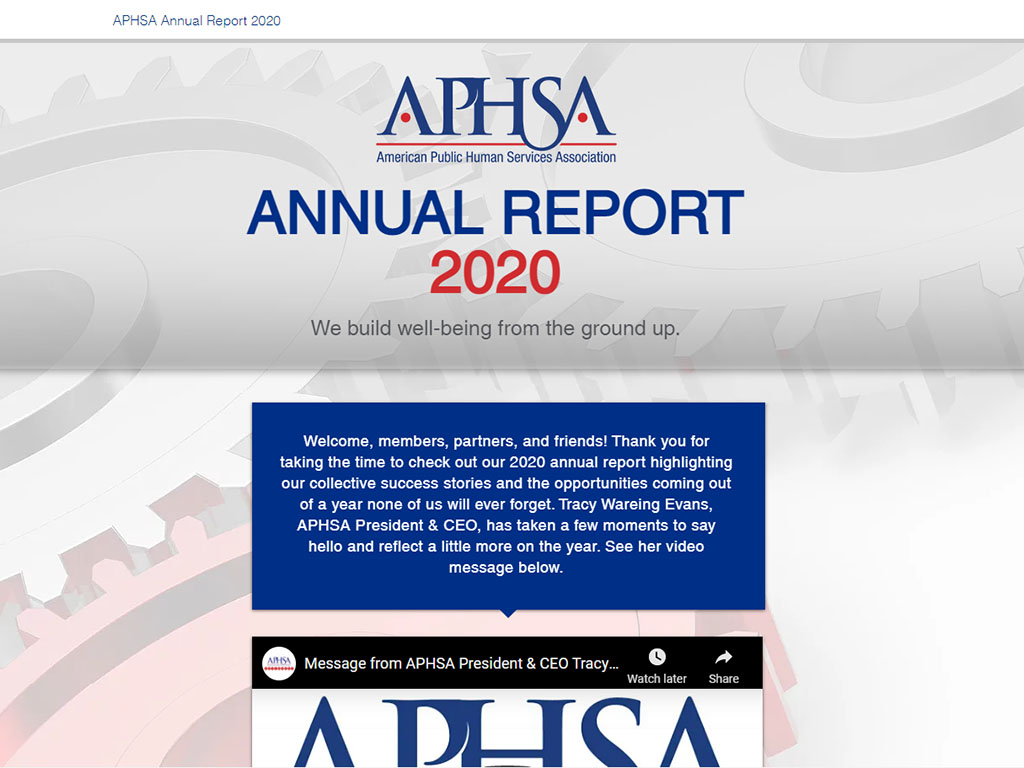 APHSA Annual Report 2020
APHSA
American Public Human Services Association
ANNUAL REPORT
2020
We build well-being from the ground up.
Welcome, members, partners, and friends! Thank you for
taking the time to check out our 2020 annual report highlighting
our collective success stories and the opportunities coming out
of a year none of us will ever forget. Tracy Wareing Evans,
APHSA President & CEO, has taken a few moments to say
hello and reflect a little more on the year. See her video
message below.
APHSA
Message from APHSA President & CEO Tracy...
Watch later
Share
APHSA